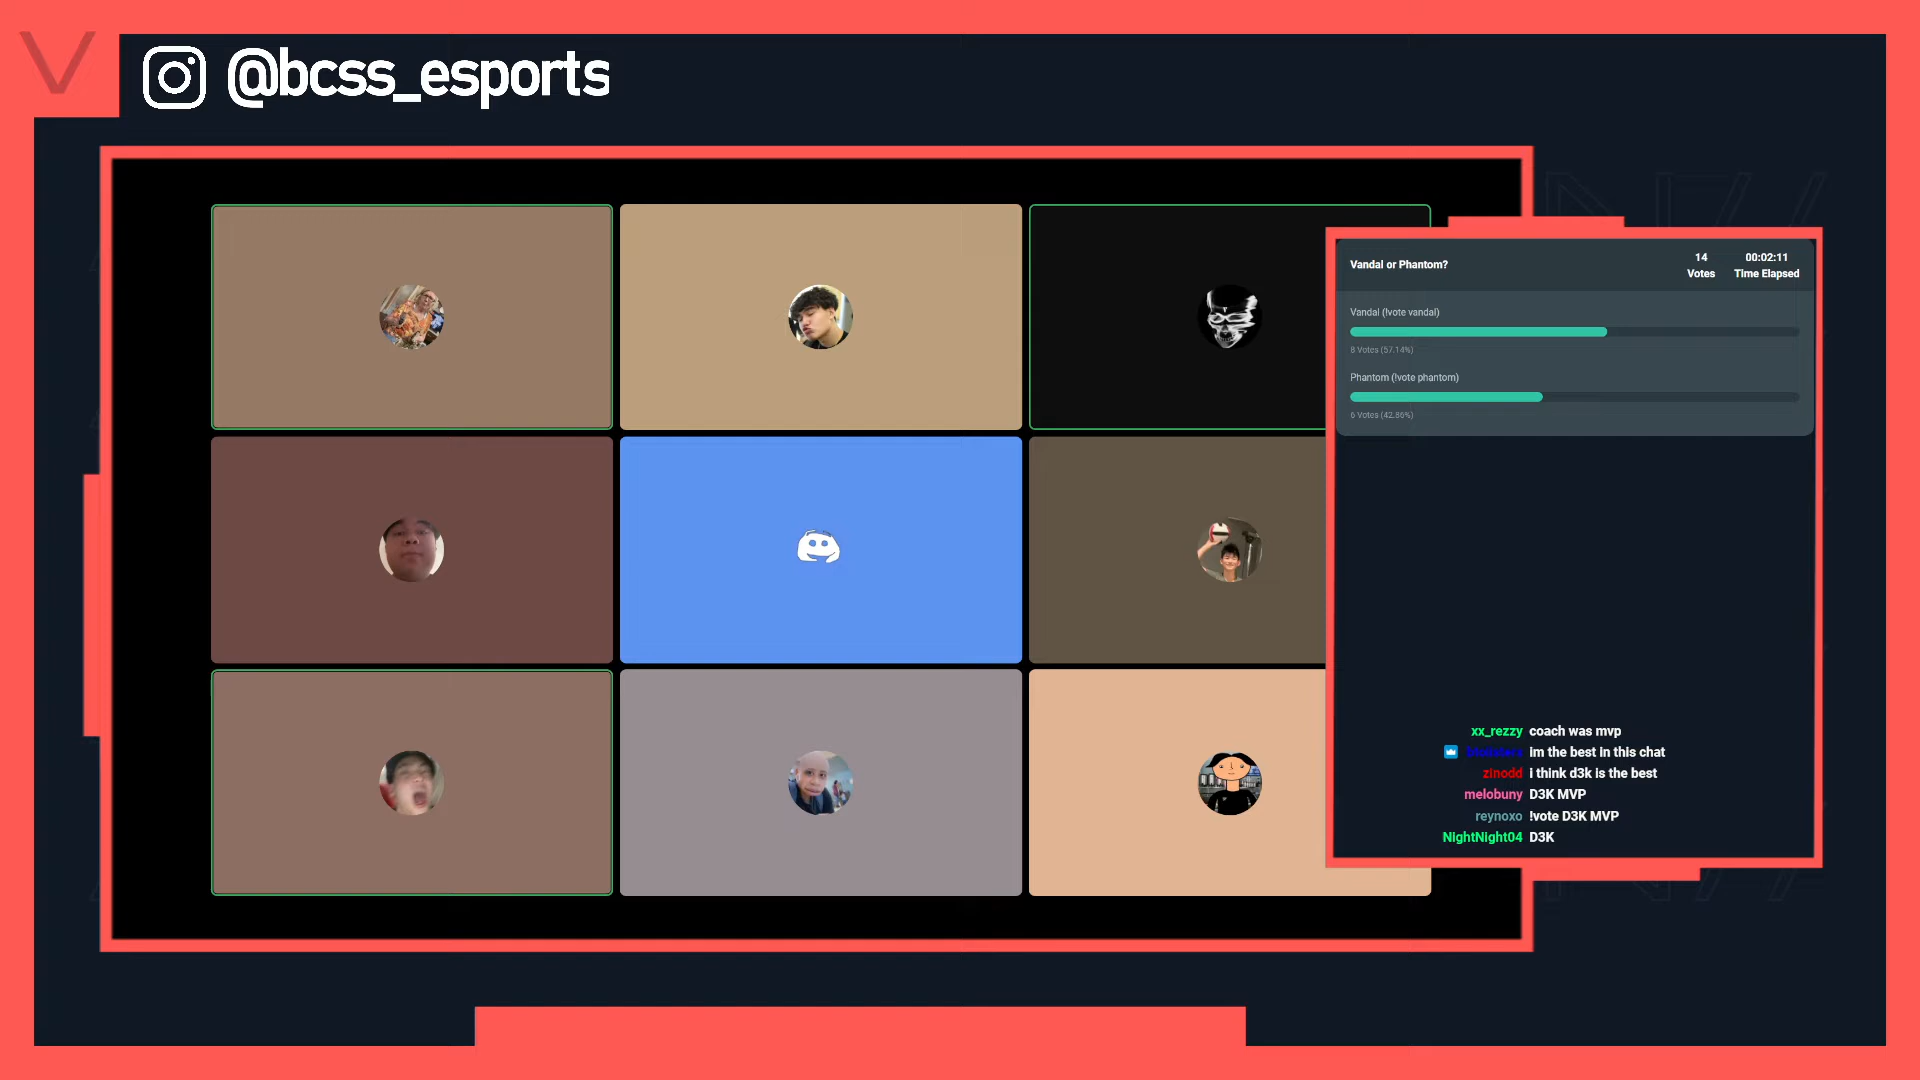 V
@bcss_esports
Vandal or Phantom?
14
Votes
00:02:11
Time Elapsed
Vandal (!vote vandal)
8 Votes (57.14%)
Phantom (!vote phantom)
6 Votes (42.86%)
xx_rezzy coach was mvp
im the best in this chat
zinodd i think d3k is the best
melobuny D3K MVP
reynoxo !vote D3K MVP
NightNight04 D3K